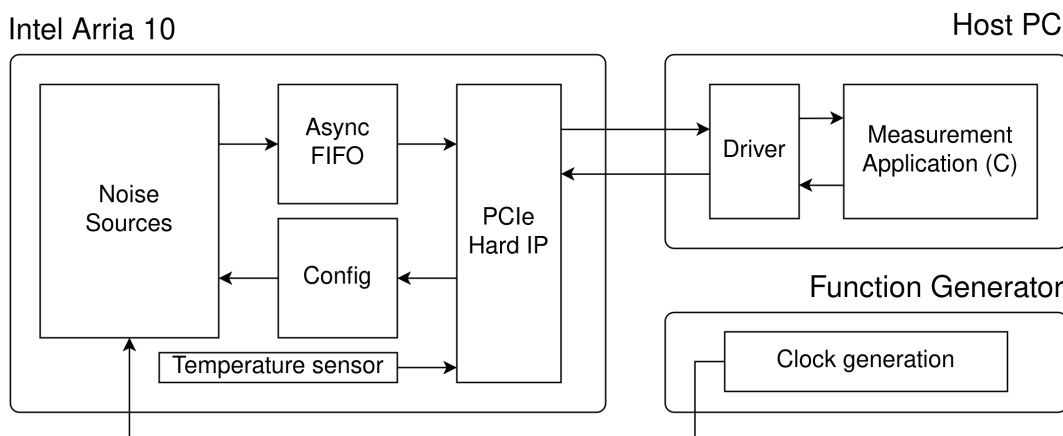 Intel Arria 10
Host PC
Noise
Sources
Async
FIFO
Config
Temperature sensor
PCIe
Hard IP
Driver
Measurement
Application (C)
Function Generator
Clock generation